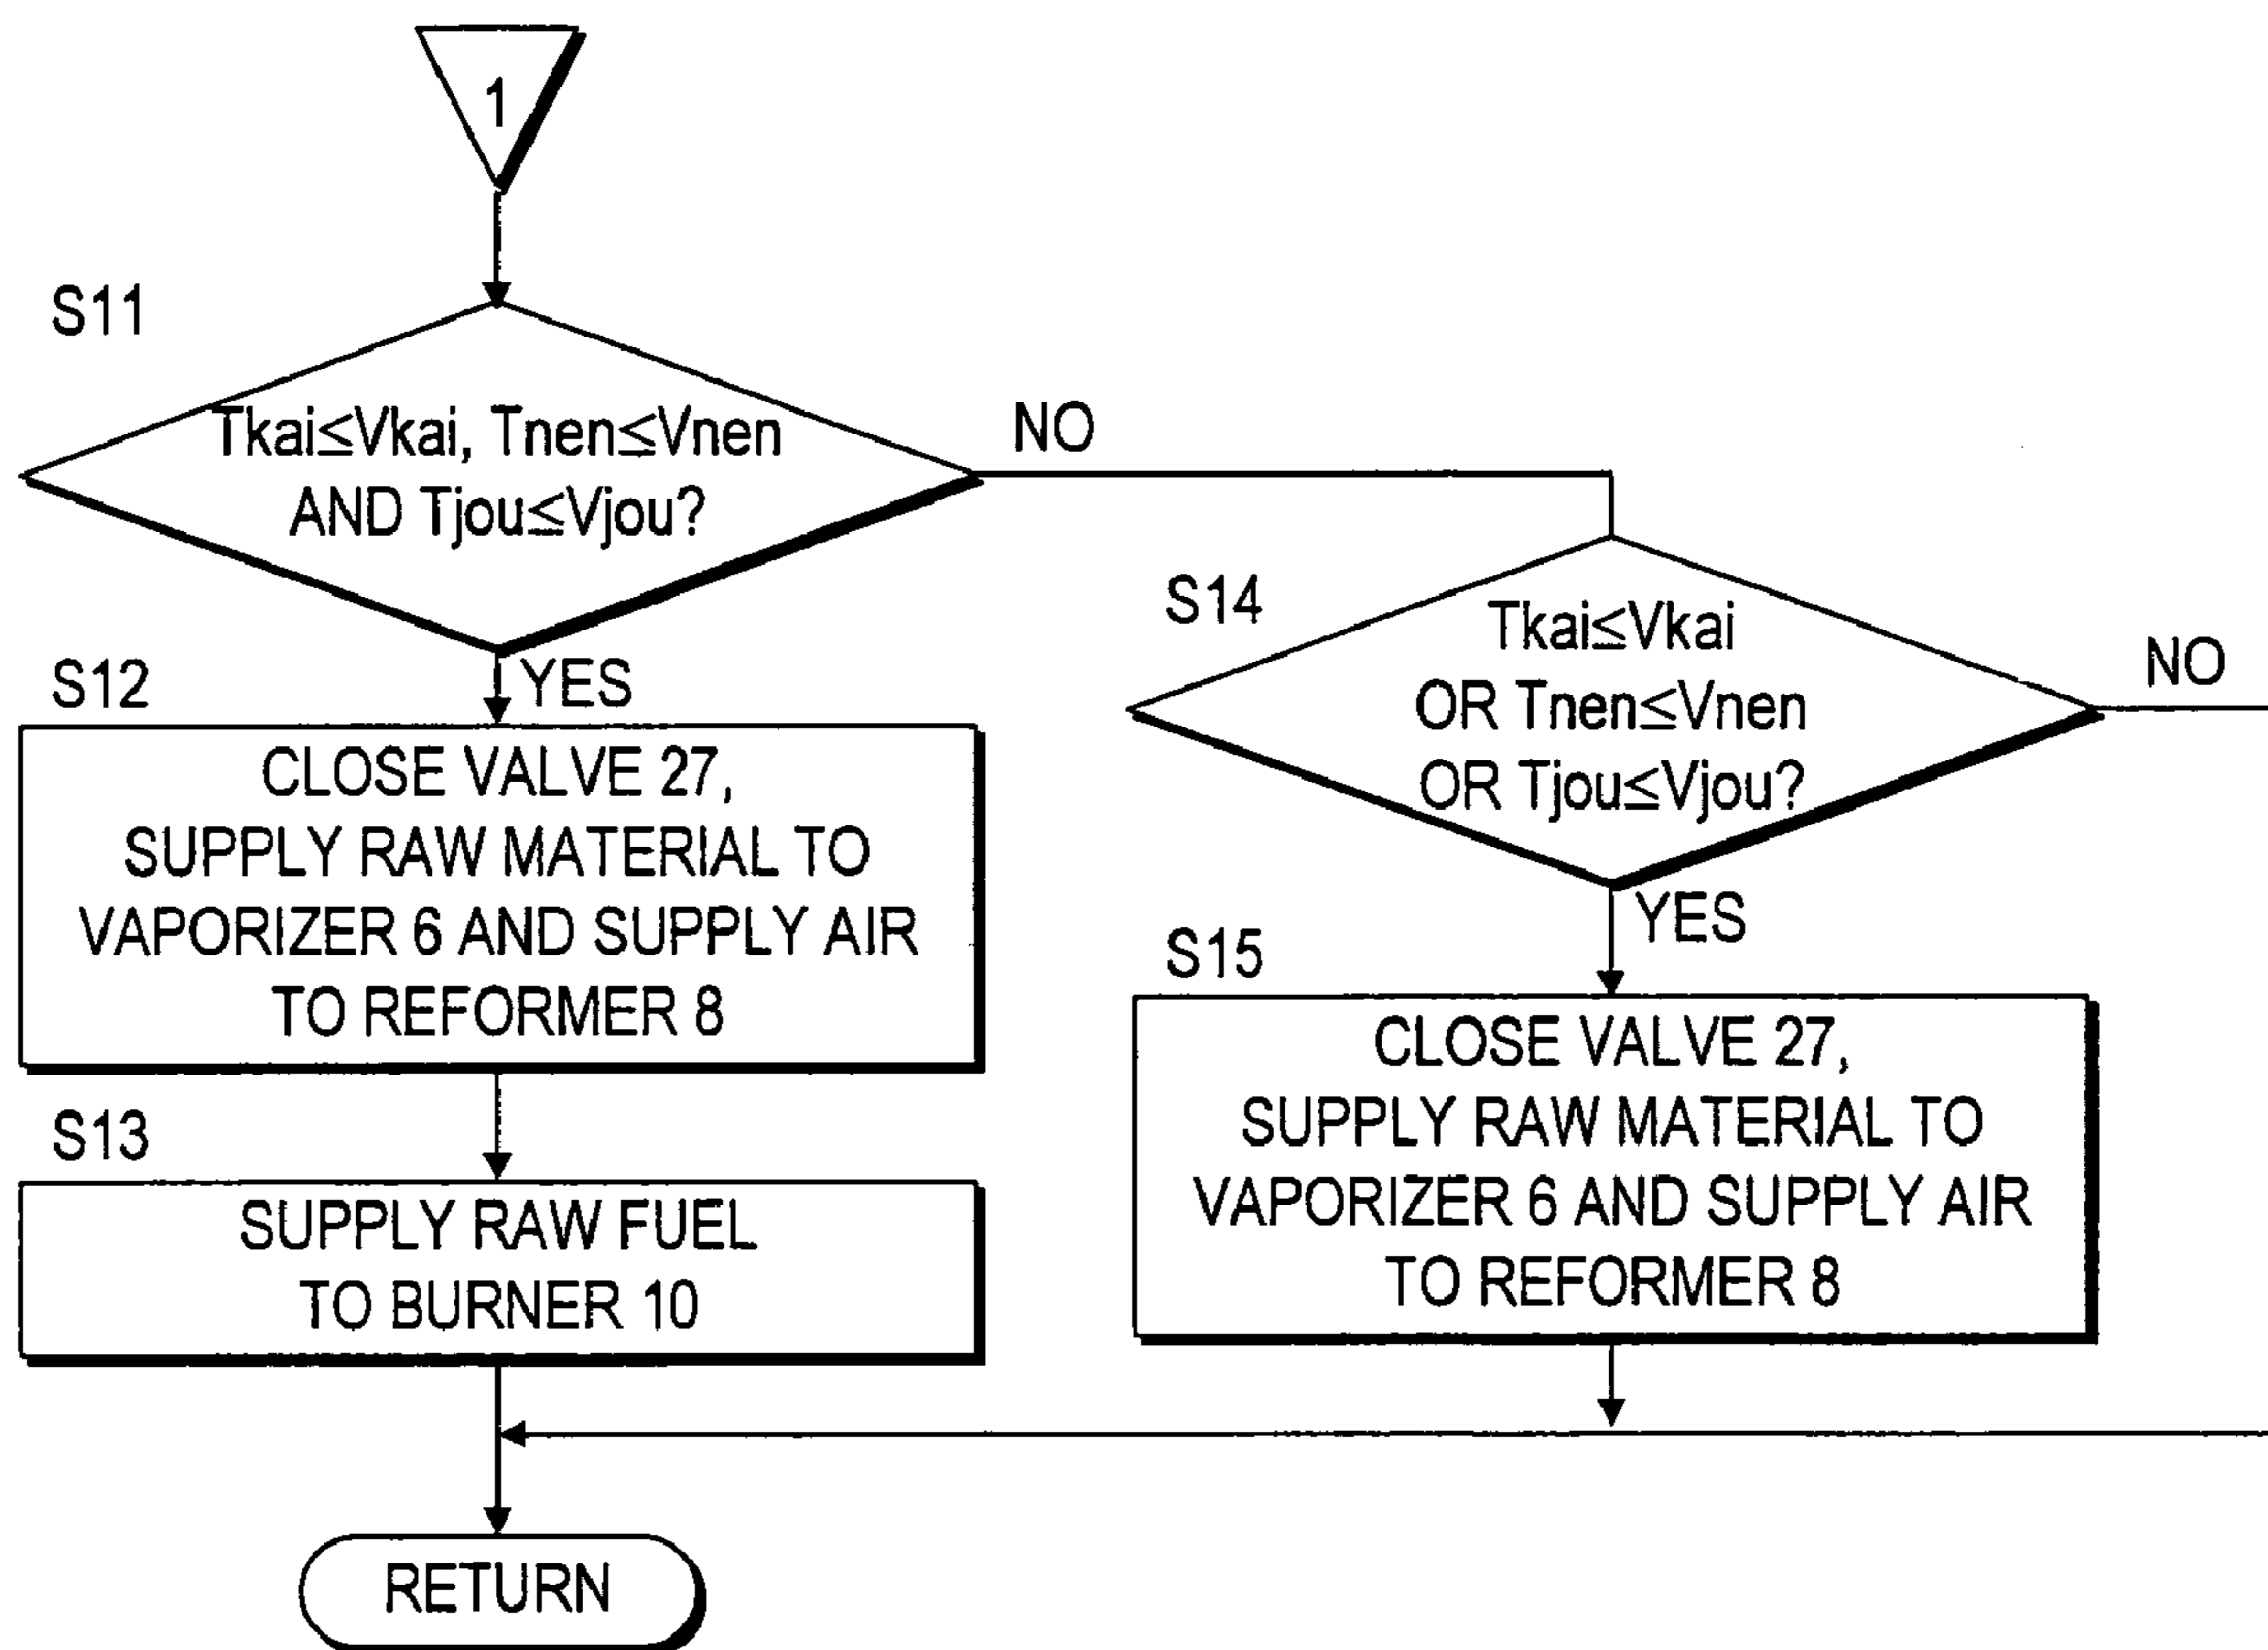 1
S11
Tkai≦Vkai, Tnen≦Vnen
AND Tjou≦Vjou?
NO
S12
YES
CLOSE VALVE 27,
SUPPLY RAW MATERIAL TO
VAPORIZER 6 AND SUPPLY AIR
TO REFORMER 8
S13
SUPPLY RAW FUEL
TO BURNER 10
S14
Tkai≦Vkai
OR Tnen≦Vnen
OR Tjou≦Vjou?
NO
YES
S15
CLOSE VALVE 27,
SUPPLY RAW MATERIAL TO
VAPORIZER 6 AND SUPPLY AIR
TO REFORMER 8
RETURN